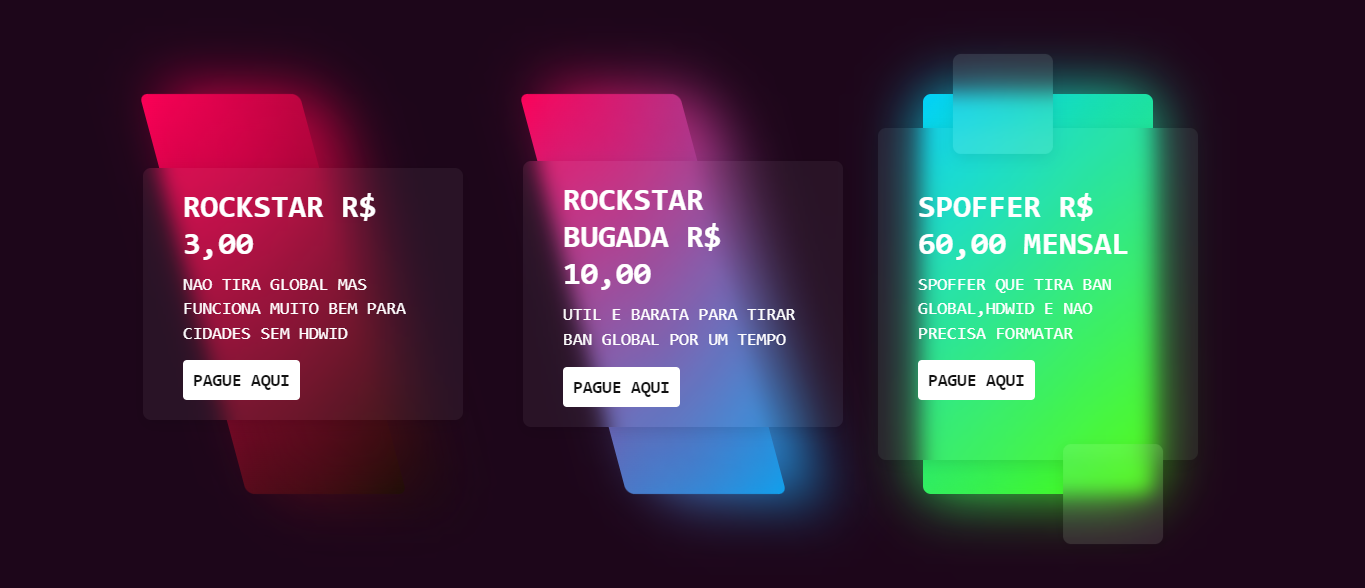 ROCKSTAR R$
3,00
NAO TIRA GLOBAL MAS
FUNCIONA MUITO BEM PARA
CIDADES SEM HDWID
PAGUE AQUI
ROCKSTAR
BUGADA R$
10,00
UTIL E BARATA PARA TIRAR
BAN GLOBAL POR UM TEMPO
PAGUE AQUI
SPOFFER R$
60,00 MENSAL
SPOFFER QUE TIRA BAN
GLOBAL,HDWID E NAO
PRECISA FORMATAR
PAGUE AQUI